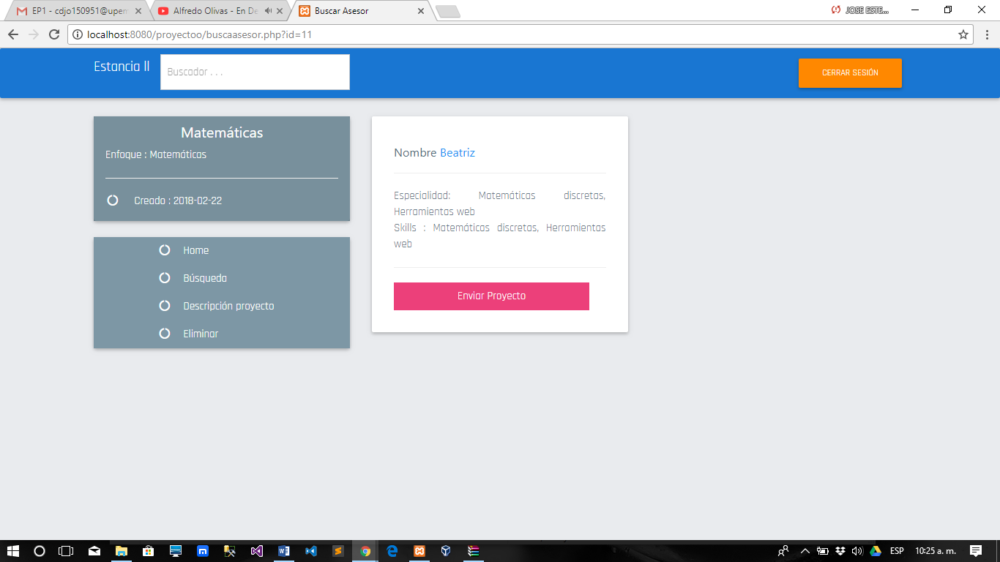 EP1 - cdjo150951@upem
Alfredo Olivas - En De
Buscar Asesor
JOSE ESTE...
localhost:8080/proyectoo/buscaasesor.php?id=11
Estancia II
Buscador . . .
CERRAR SESIÓN
Matemáticas
Enfoque : Matemáticas
Creado : 2018-02-22
Home
Búsqueda
Descripción proyecto
Eliminar
Nombre Beatriz
Especialidad: Matemáticas discretas,
Herramientas web
Skills : Matemáticas discretas, Herramientas
web
Enviar Proyecto
ESP
10:25 a. m.